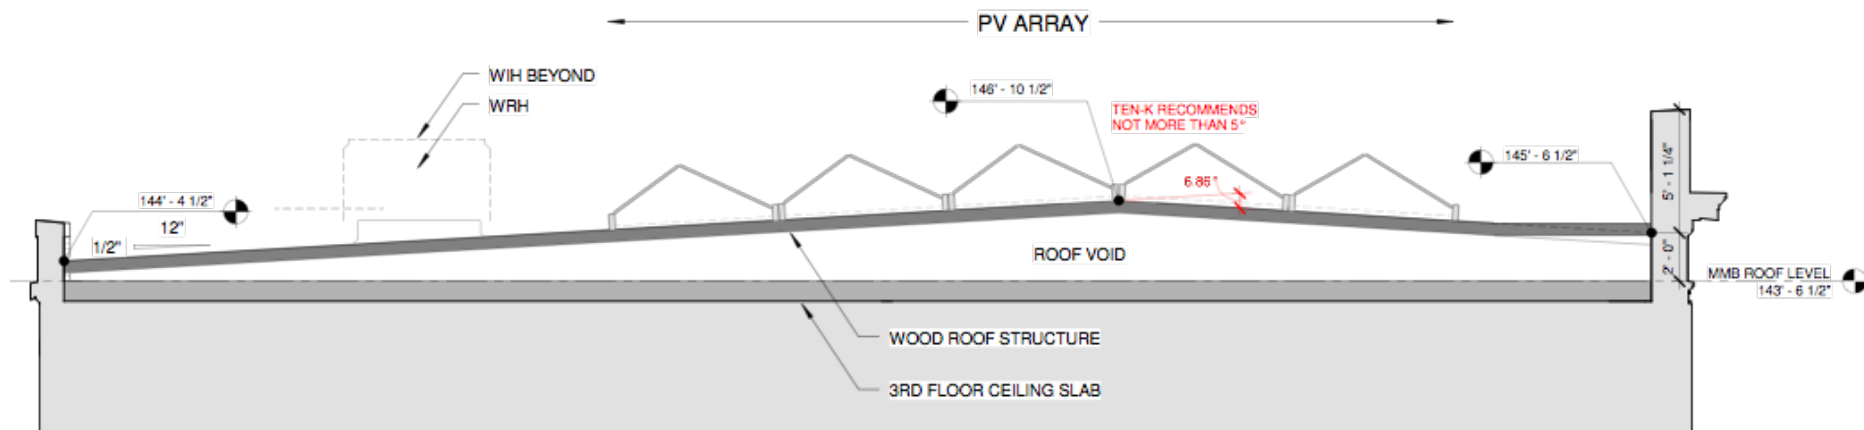 PV ARRAY
WIH BEYOND
WRH
146' - 10 1/2"
TEN-K RECOMMENDS
NOT MORE THAN 5°
145' - 6 1/2"
5' - 1 1/4"
6.86°
144' - 4 1/2"
12"
1/2"
ROOF VOID
2' - 0"
MMB ROOF LEVEL
143' - 6 1/2"
WOOD ROOF STRUCTURE
3RD FLOOR CEILING SLAB